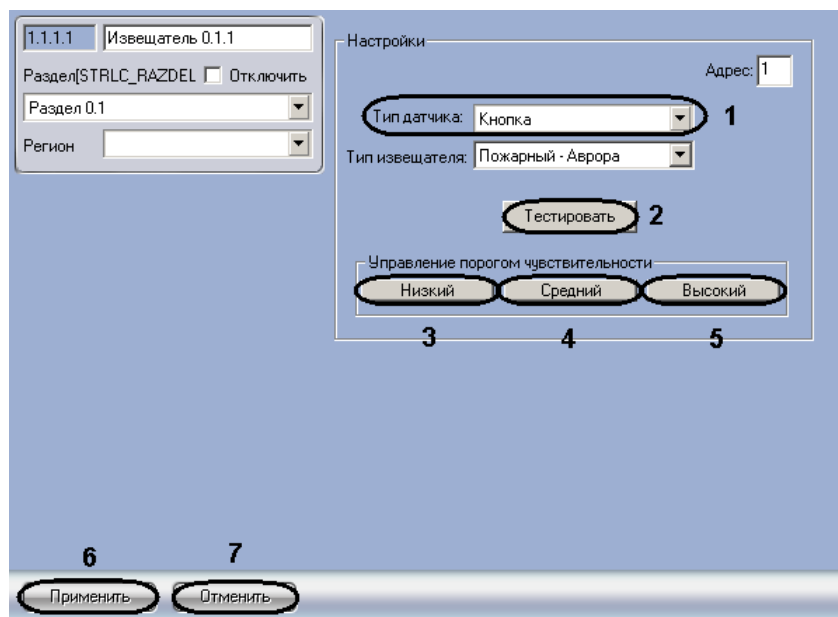 1.1.1.1 Извещатель 0.1.1
Раздел[STRLC_RAZDEL Отключить
Раздел 0.1
Регион
Настройки
Адрес: 1
Тип датчика: Кнопка 1
Тип извещателя: Пожарный - Аврора
Тестировать 2
Управление порогом чувствительности
Низкий Средний Высокий
3 4 5
6 7
Применить Отменить